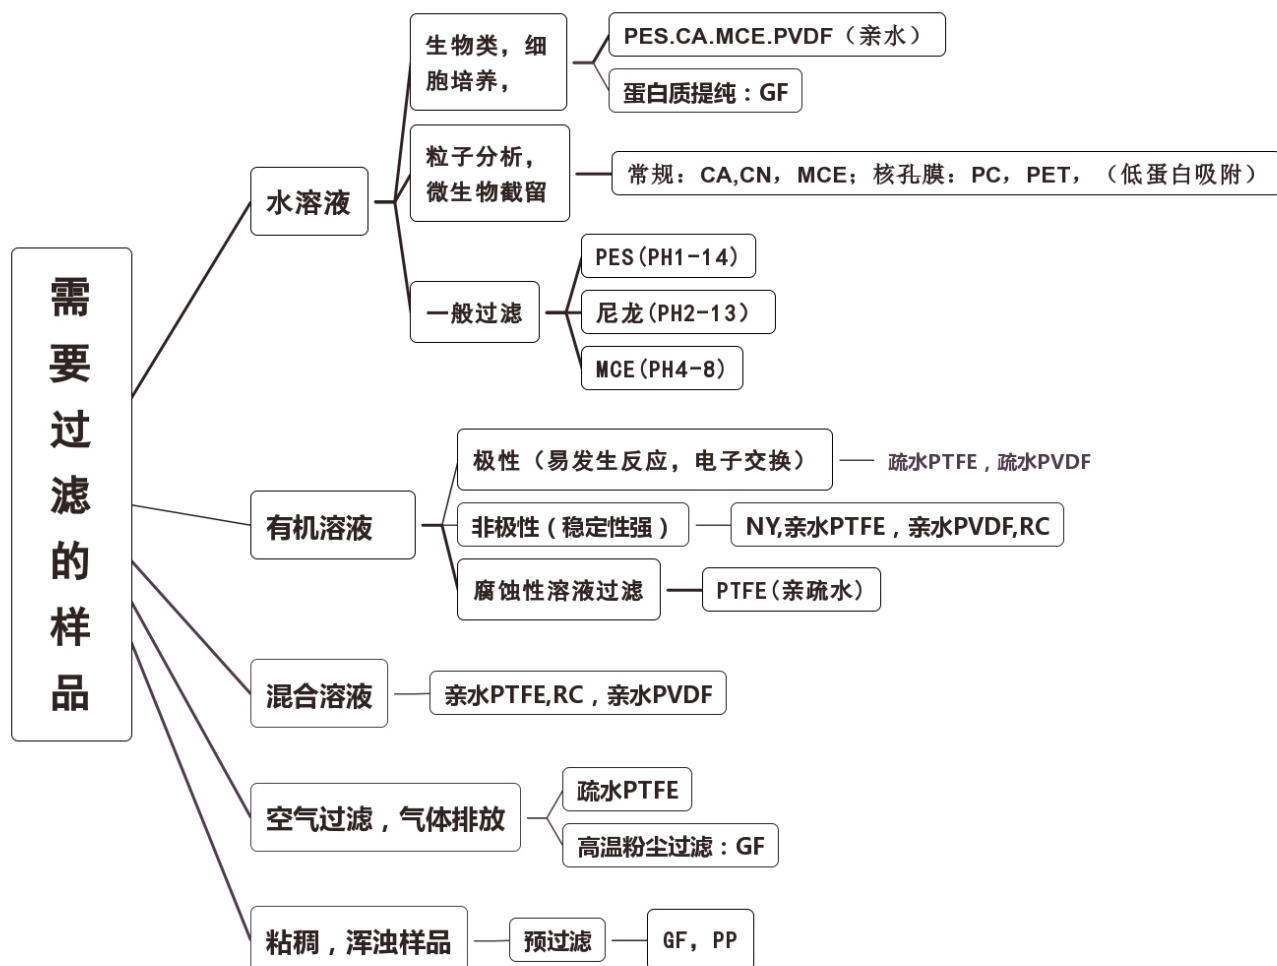 需要过滤的样品
水溶液
生物类，细
胞培养，
PES.CA.MCE.PVDF（亲水）
蛋白质提纯：GF
粒子分析，
微生物截留
常规：CA,CN，MCE；核孔膜：PC，PET，（低蛋白吸附）
一般过滤
PES(PH1-14)
尼龙(PH2-13)
MCE(PH4-8)
有机溶液
极性（易发生反应，电子交换）
疏水PTFE，疏水PVDF
非极性（稳定性强）
NY,亲水PTFE，亲水PVDF,RC
腐蚀性溶液过滤
PTFE(亲疏水)
混合溶液
亲水PTFE,RC，亲水PVDF
空气过滤，气体排放
疏水PTFE
高温粉尘过滤：GF
粘稠，浑浊样品
预过滤
GF，PP